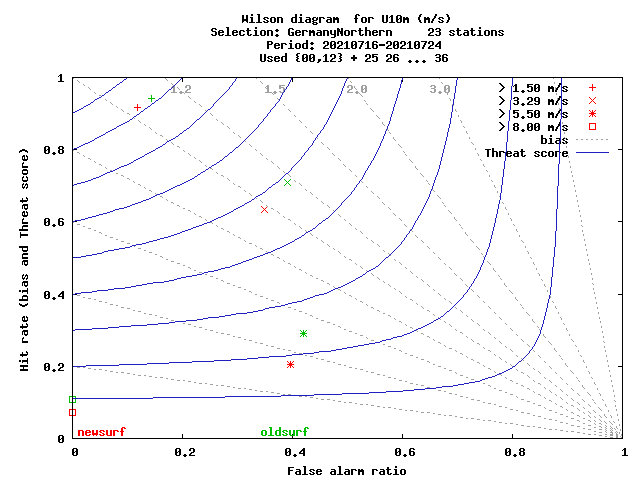 Wilson diagram  for U10m (m/s)
Selection: GermanyNorthern     23 stations
Period: 20210716-20210724
Used {00,12} + 25 26 ... 36
1
1.2
1.5
2.0
3.0
> 1.50 m/s
> 3.29 m/s
> 5.50 m/s
> 8.00 m/s
bias
Threat score
0.8
0.6
0.4
0.2
0
Hit rate (bias and Threat score)
newsurf
oldsurf
0
0.2
0.4
0.6
0.8
1
False alarm ratio